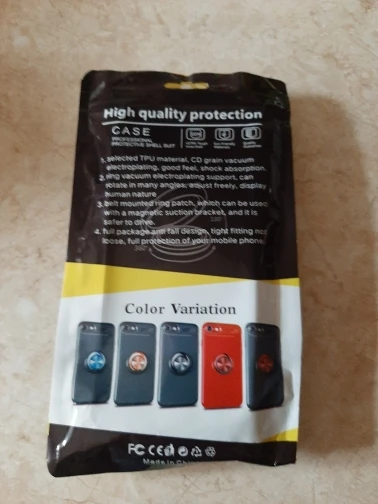 High quality protection
CASE
PROFESSIONAL
PROTECTIVE SHELL SUIT
1. selected TPU material, CD grain vacuum
electroplating, good feel, shock absorption.
2. ring vacuum electroplating support, can
rotate in many angles, adjust freely, display
human nature
3. belt mounted ring patch, which can be used
with a magnetic suction bracket, and it is
safer to drive.
4. full package anti fall design, tight fitting not
loose, full protection of your mobile phone.
360°
Color Variation
FC CE
Made in China